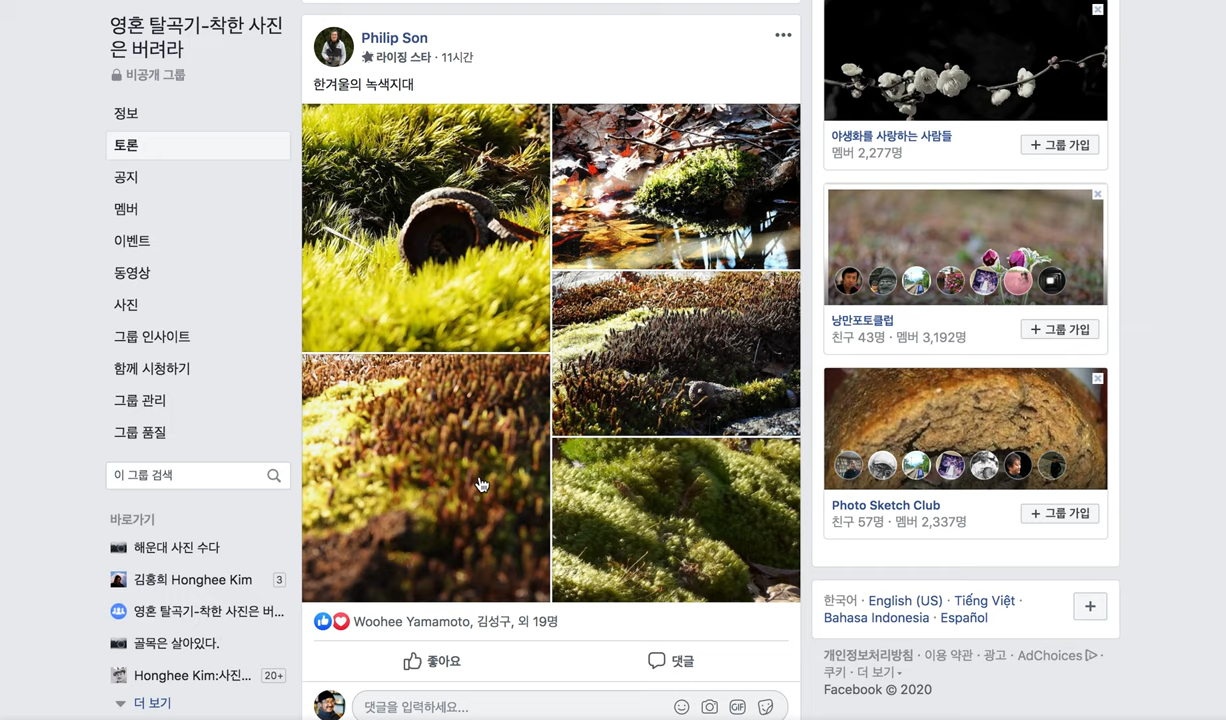 영혼 탈곡기-착한 사진
은 버려라
비공개 그룹
정보
토론
공지
멤버
이벤트
동영상
사진
그룹 인사이트
함께 시청하기
그룹 관리
그룹 품질
이 그룹 검색
바로가기
해운대 사진 수다
김홍희 Honghee Kim 3
영혼 탈곡기-착한 사진은 버...
골목은 살아있다.
Honghee Kim:사진... 20+
더 보기
Philip Son
라이징 스타 · 11시간
한겨울의 녹색지대
Woohee Yamamoto, 김성구, 외 19명
좋아요 댓글
댓글을 입력하세요...
GIF
야생화를 사랑하는 사람들
멤버 2,277명
+ 그룹 가입
낭만포토클럽
친구 43명 · 멤버 3,192명
+ 그룹 가입
Photo Sketch Club
친구 57명 · 멤버 2,337명
+ 그룹 가입
한국어 · English (US) · Tiếng Việt ·
Bahasa Indonesia · Español
개인정보처리방침 · 이용 약관 · 광고 · AdChoices ·
쿠키 · 더 보기
Facebook © 2020